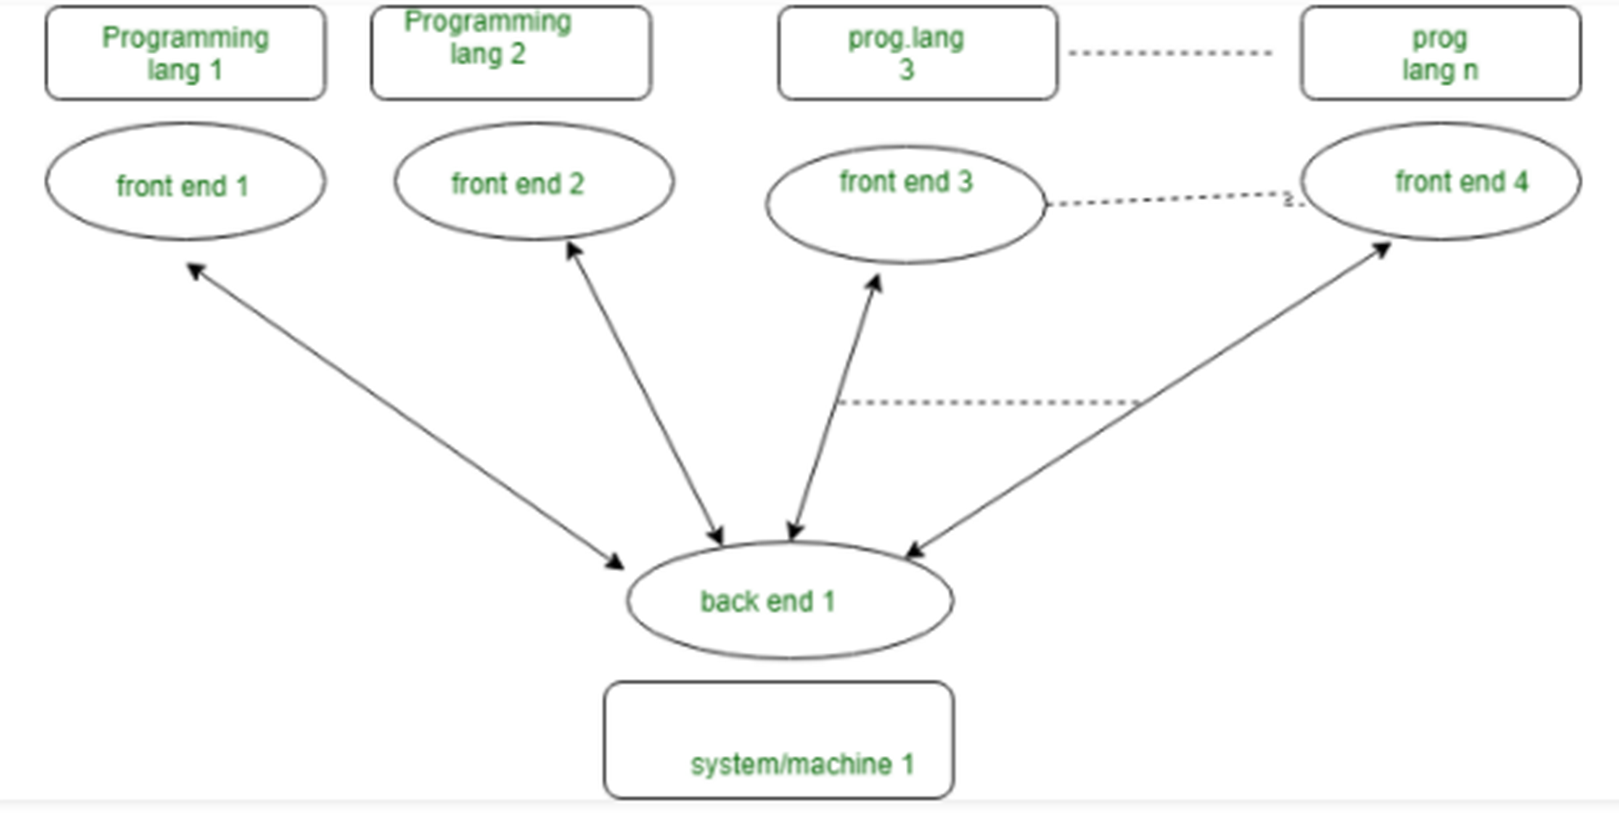 Programming
lang 1
Programming
lang 2
prog.lang
3
prog
lang n
front end 1
front end 2
front end 3
front end 4
back end 1
system/machine 1